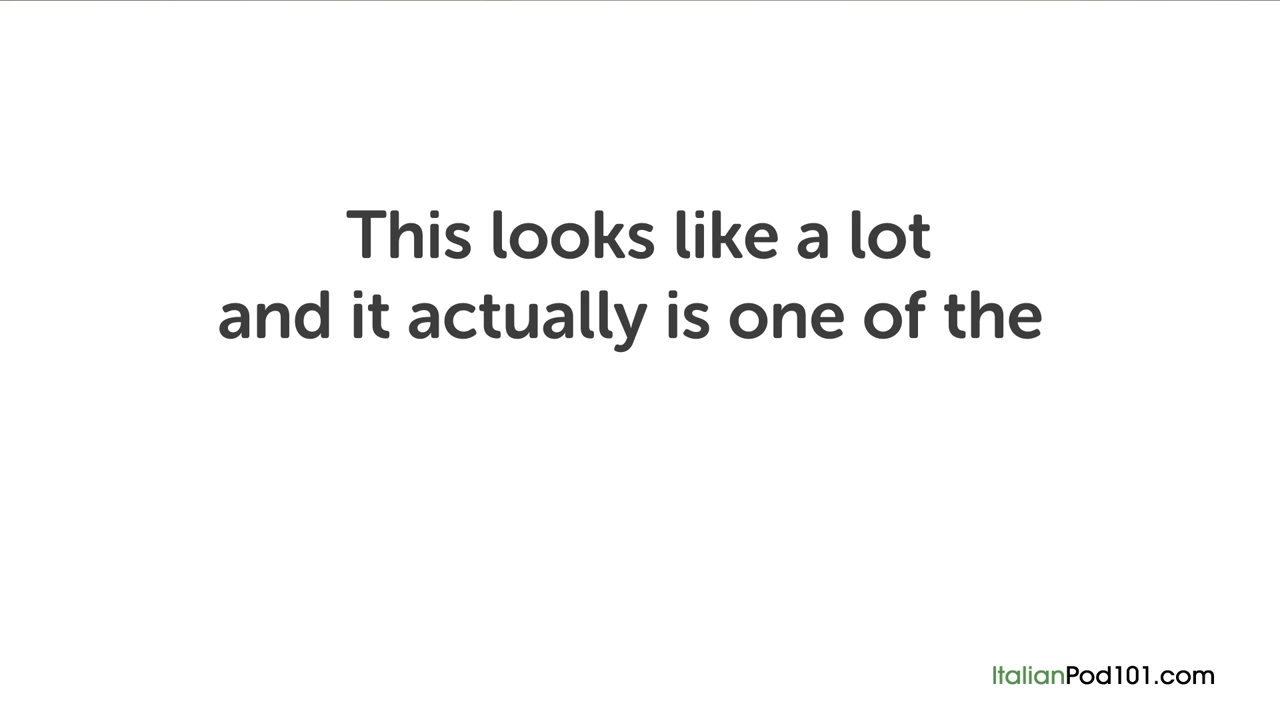 This looks like a lot
and it actually is one of the
ItalianPod101.com